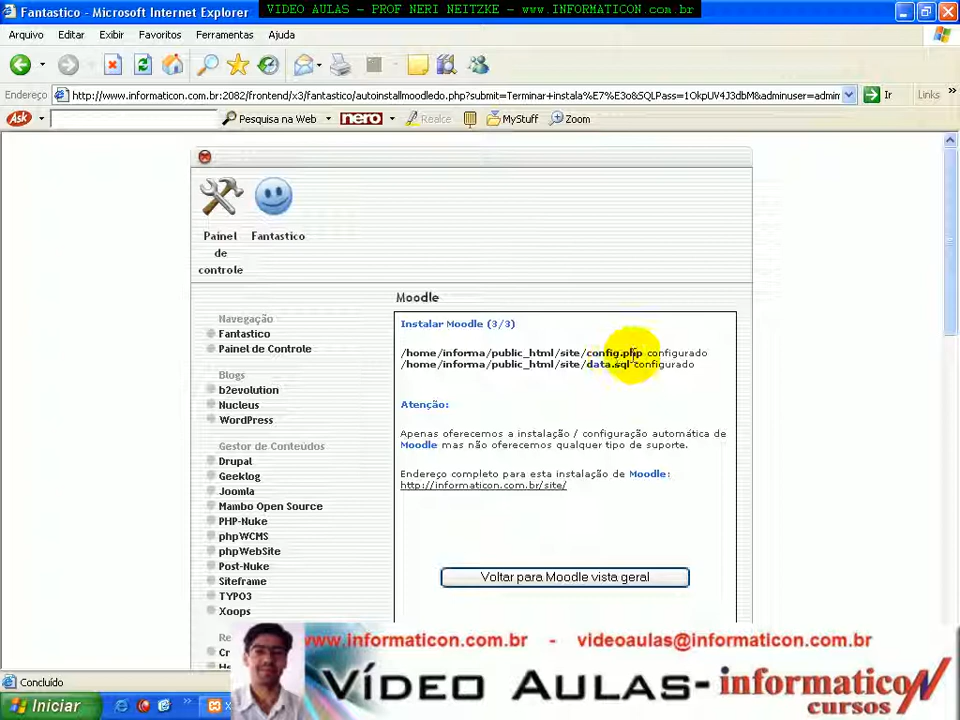 Fantastico - Microsoft Internet Explorer
VIDEO AULAS - PROF NERI NEITZKE - www.INFORMATICON.com.br
Arquivo Editar Exibir Favoritos Ferramentas Ajuda
Endereço http://www.informaticon.com.br:2082/frontend/x3/fantastico/autoinstallmoodledo.php?submit=Terminar+instala%E7%E3o&SQLPass=1OkpUV4J3dbM&adminuser=admin Ir Links »
Ask Pesquisa na Web nero Realce MyStuff Zoom
Painel de controle
Fantastico
Navegação
Fantastico
Painel de Controle
Blogs
b2evolution
Nucleus
WordPress
Gestor de Conteúdos
Drupal
Geeklog
Joomla
Mambo Open Source
PHP-Nuke
phpWCMS
phpWebSite
Post-Nuke
Siteframe
TYPO3
Xoops
Moodle
Instalar Moodle (3/3)
/home/informa/public_html/site/config.php configurado
/home/informa/public_html/site/data.sql configurado
Atenção:
Apenas oferecemos a instalação / configuração automática de
Moodle mas não oferecemos qualquer tipo de suporte.
Endereço completo para esta instalação de Moodle:
http://informaticon.com.br/site/
Voltar para Moodle vista geral
www.informaticon.com.br - videoaulas@informaticon.com.br
VÍDEO AULAS- informaticon
cursos
Concluído
Iniciar